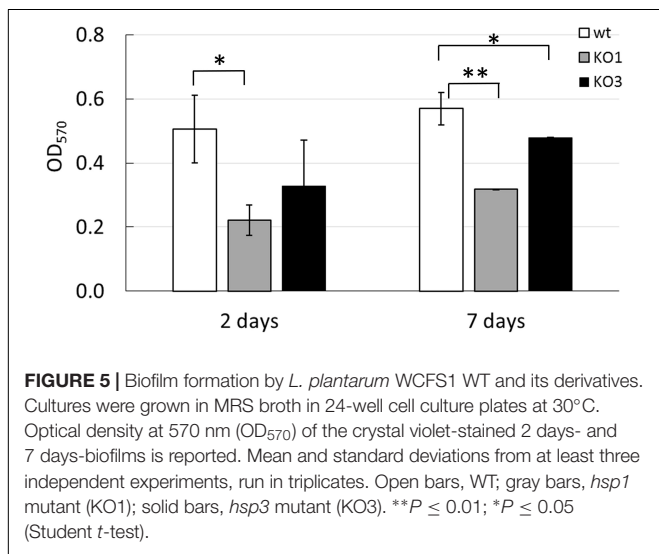 0.8
0.6
0.4
0.2
0.0
OD570
* 
* 
**
wt
KO1
KO3
2 days
7 days
FIGURE 5 | Biofilm formation by L. plantarum WCFS1 WT and its derivatives.
Cultures were grown in MRS broth in 24-well cell culture plates at 30°C.
Optical density at 570 nm (OD570) of the crystal violet-stained 2 days- and
7 days-biofilms is reported. Mean and standard deviations from at least three
independent experiments, run in triplicates. Open bars, WT; gray bars, hsp1
mutant (KO1); solid bars, hsp3 mutant (KO3). **P ≤ 0.01; *P ≤ 0.05
(Student t-test).